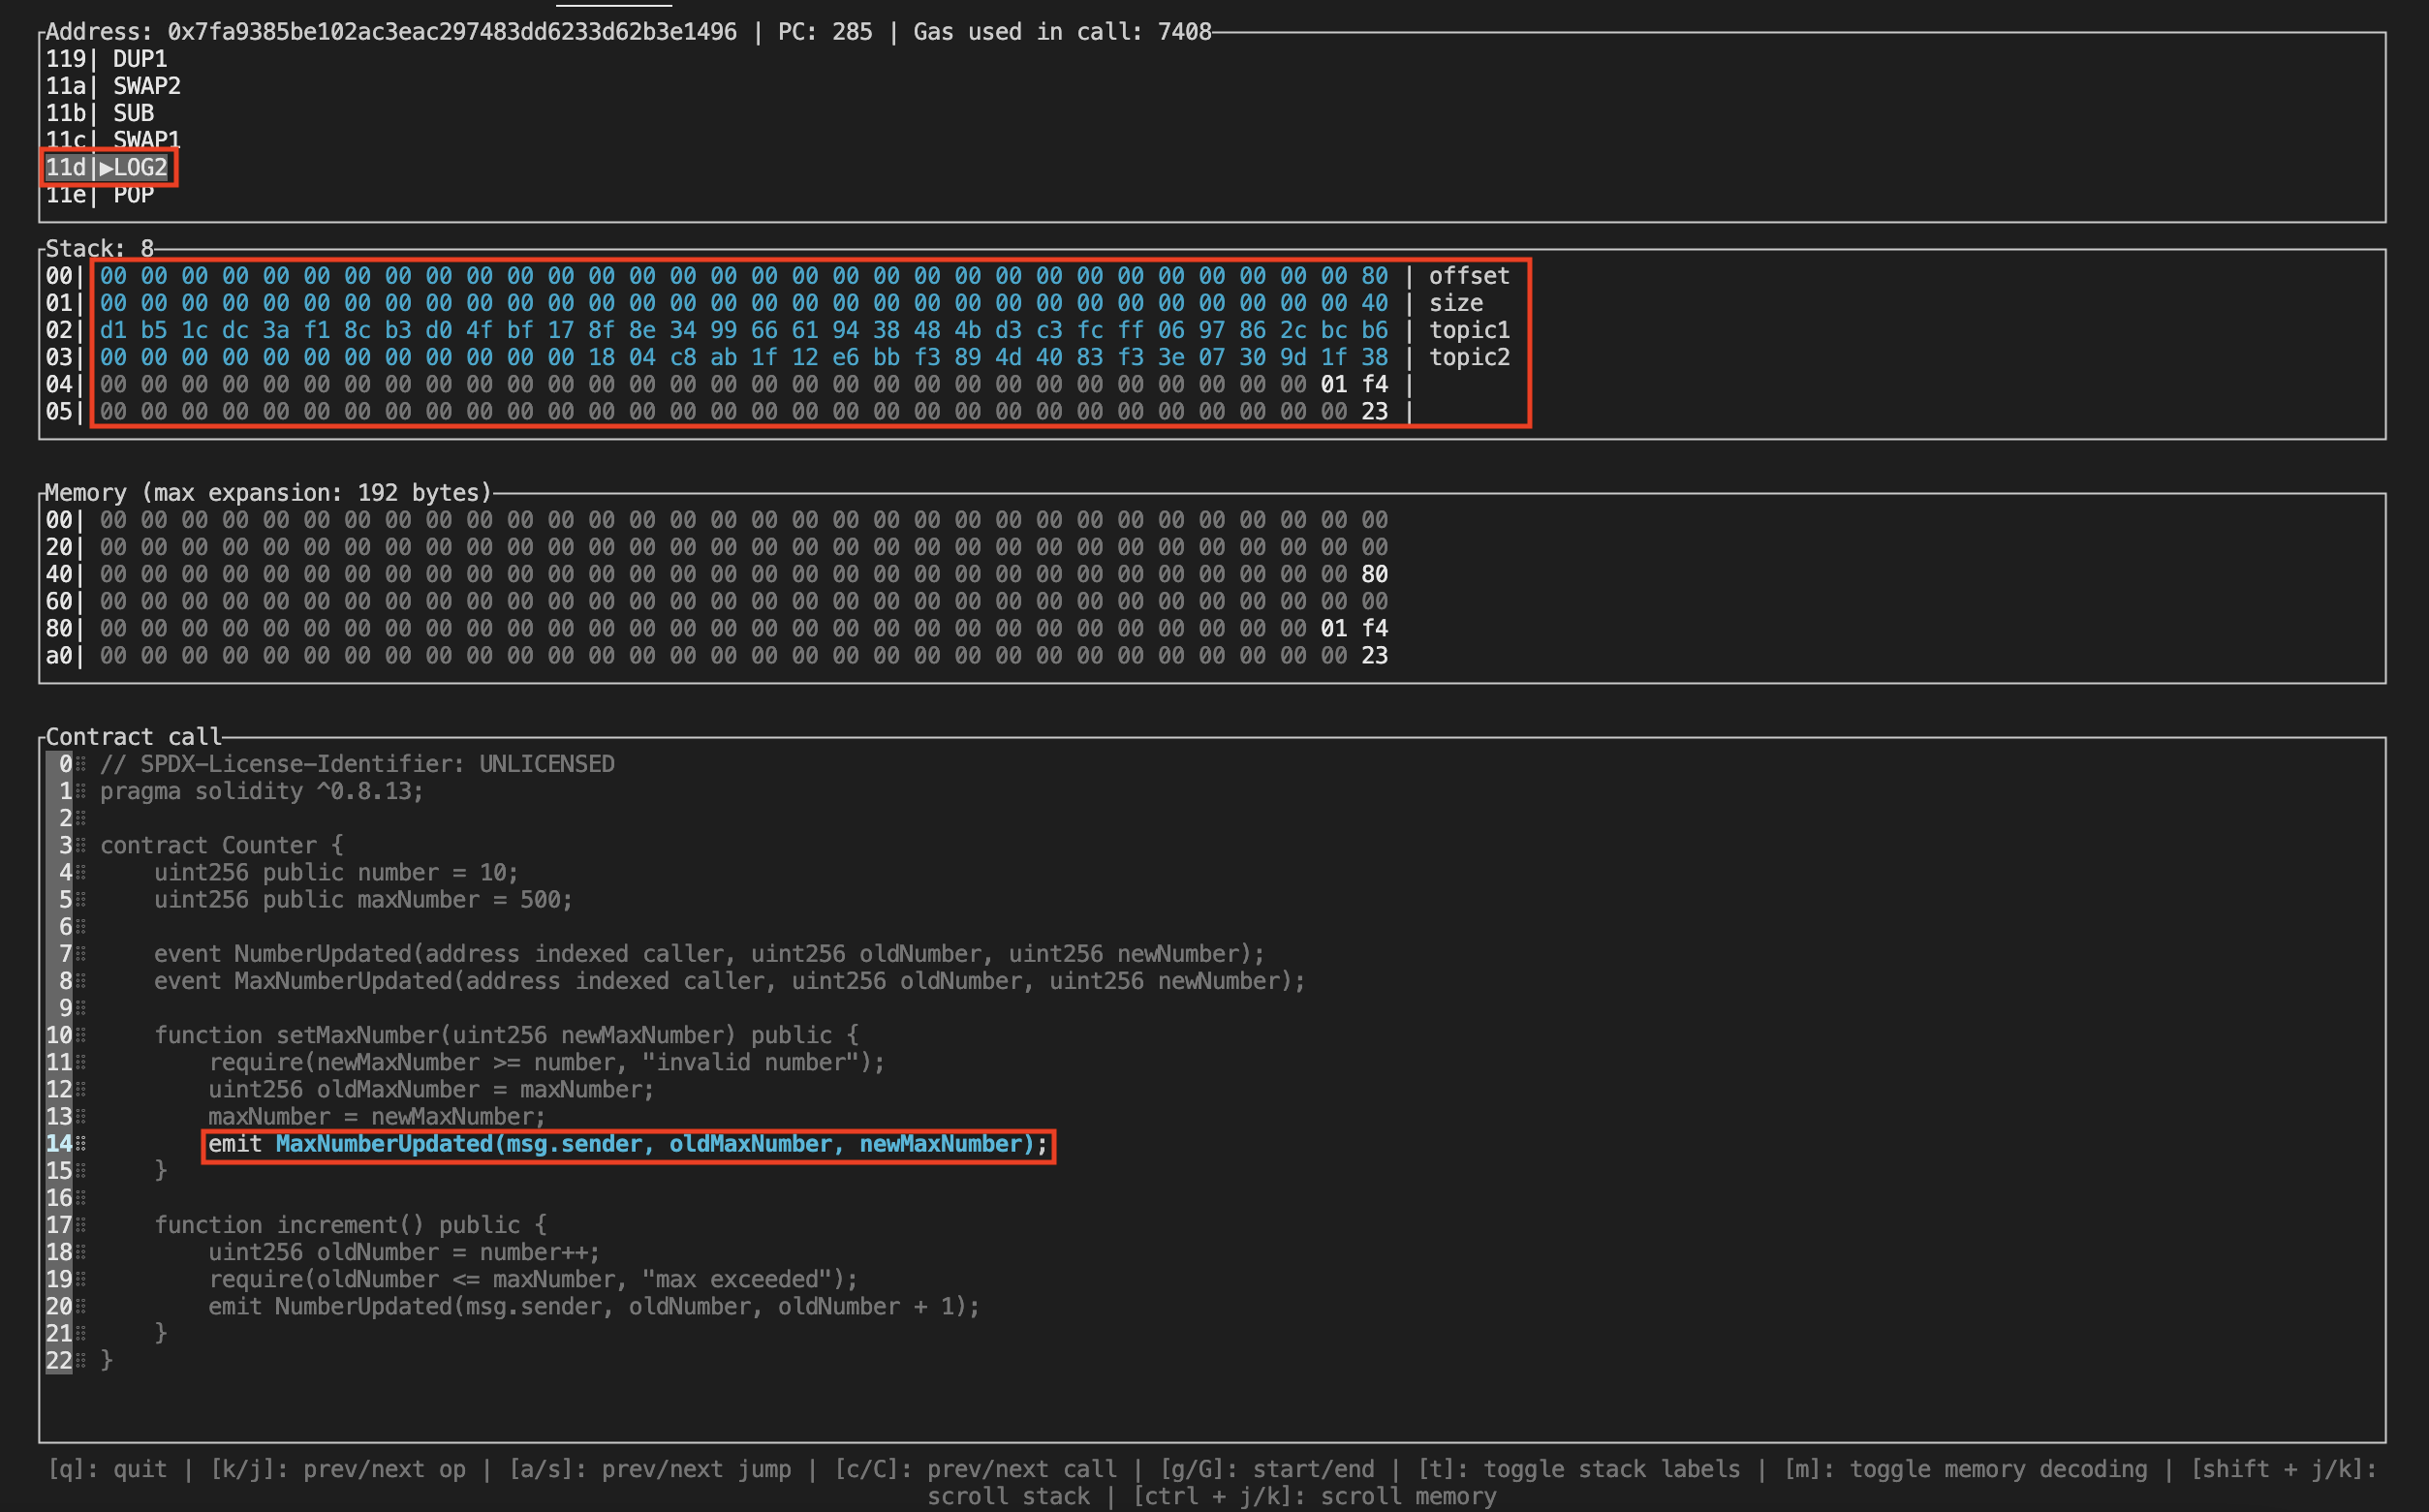 Address: 0x7fa9385be102ac3eac297483dd6233d62b3e1496 | PC: 285 | Gas used in call: 7408
119| DUP1
11a| SWAP2
11b| SUB
11c| SWAP1
11d|▶LOG2
11e| POP
Stack: 8
00| 00 00 00 00 00 00 00 00 00 00 00 00 00 00 00 00 00 00 00 00 00 00 00 00 00 00 00 00 00 00 00 80 | offset
01| 00 00 00 00 00 00 00 00 00 00 00 00 00 00 00 00 00 00 00 00 00 00 00 00 00 00 00 00 00 00 00 40 | size
02| d1 b5 1c dc 3a f1 8c b3 d0 4f bf 17 8f 8e 34 99 66 61 94 38 48 4b d3 c3 fc ff 06 97 86 2c bc b6 | topic1
03| 00 00 00 00 00 00 00 00 00 00 00 00 18 04 c8 ab 1f 12 e6 bb f3 89 4d 40 83 f3 3e 07 30 9d 1f 38 | topic2
04| 00 00 00 00 00 00 00 00 00 00 00 00 00 00 00 00 00 00 00 00 00 00 00 00 00 00 00 00 00 00 01 f4 |
05| 00 00 00 00 00 00 00 00 00 00 00 00 00 00 00 00 00 00 00 00 00 00 00 00 00 00 00 00 00 00 00 23 |
Memory (max expansion: 192 bytes)
00| 00 00 00 00 00 00 00 00 00 00 00 00 00 00 00 00 00 00 00 00 00 00 00 00 00 00 00 00 00 00 00 00
20| 00 00 00 00 00 00 00 00 00 00 00 00 00 00 00 00 00 00 00 00 00 00 00 00 00 00 00 00 00 00 00 00
40| 00 00 00 00 00 00 00 00 00 00 00 00 00 00 00 00 00 00 00 00 00 00 00 00 00 00 00 00 00 00 00 80
60| 00 00 00 00 00 00 00 00 00 00 00 00 00 00 00 00 00 00 00 00 00 00 00 00 00 00 00 00 00 00 00 00
80| 00 00 00 00 00 00 00 00 00 00 00 00 00 00 00 00 00 00 00 00 00 00 00 00 00 00 00 00 00 00 01 f4
a0| 00 00 00 00 00 00 00 00 00 00 00 00 00 00 00 00 00 00 00 00 00 00 00 00 00 00 00 00 00 00 00 23
Contract call
0 // SPDX-License-Identifier: UNLICENSED
1 pragma solidity ^0.8.13;
2
3 contract Counter {
4     uint256 public number = 10;
5     uint256 public maxNumber = 500;
6
7     event NumberUpdated(address indexed caller, uint256 oldNumber, uint256 newNumber);
8     event MaxNumberUpdated(address indexed caller, uint256 oldNumber, uint256 newNumber);
9
10     function setMaxNumber(uint256 newMaxNumber) public {
11         require(newMaxNumber >= number, "invalid number");
12         uint256 oldMaxNumber = maxNumber;
13         maxNumber = newMaxNumber;
14         emit MaxNumberUpdated(msg.sender, oldMaxNumber, newMaxNumber);
15     }
16
17     function increment() public {
18         uint256 oldNumber = number++;
19         require(oldNumber <= maxNumber, "max exceeded");
20         emit NumberUpdated(msg.sender, oldNumber, oldNumber + 1);
21     }
22 }
[q]: quit | [k/j]: prev/next op | [a/s]: prev/next jump | [c/C]: prev/next call | [g/G]: start/end | [t]: toggle stack labels | [m]: toggle memory decoding | [shift + j/k]:
scroll stack | [ctrl + j/k]: scroll memory